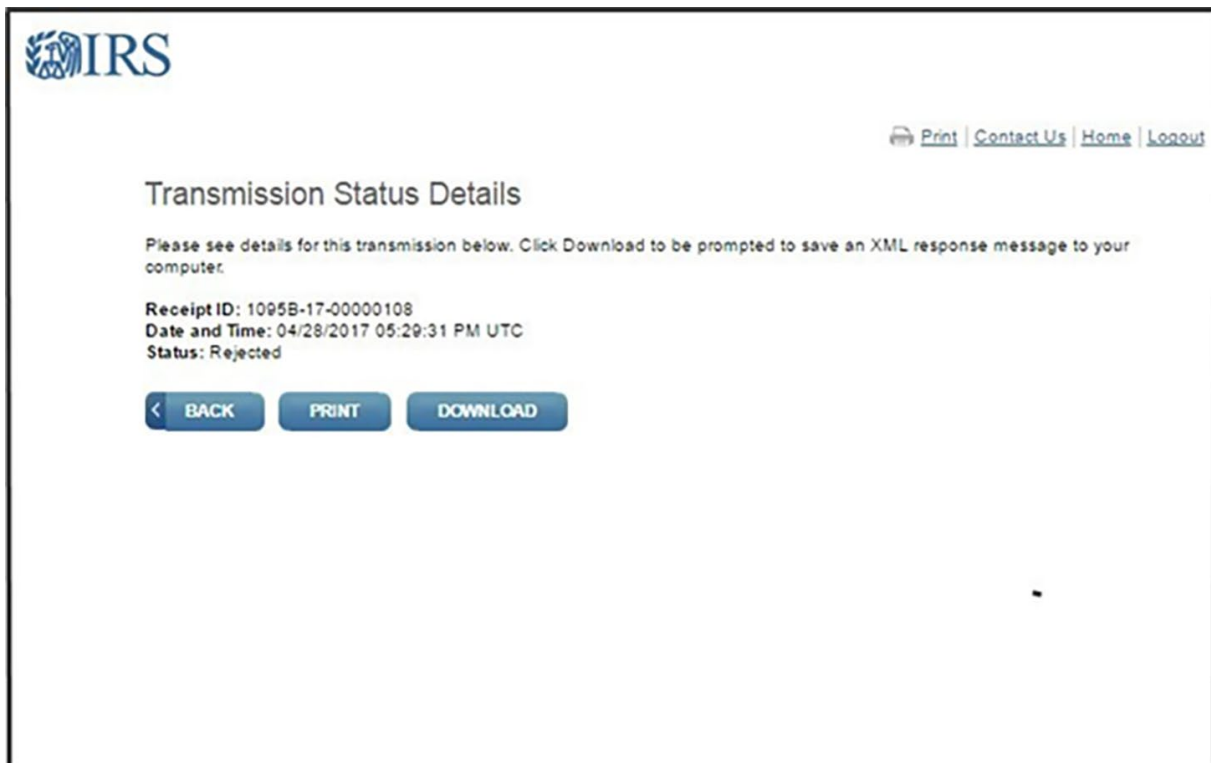 IRS
Print | Contact Us | Home | Logout
Transmission Status Details
Please see details for this transmission below. Click Download to be prompted to save an XML response message to your
computer.
Receipt ID: 1095B-17-00000108
Date and Time: 04/28/2017 05:29:31 PM UTC
Status: Rejected
< BACK PRINT DOWNLOAD